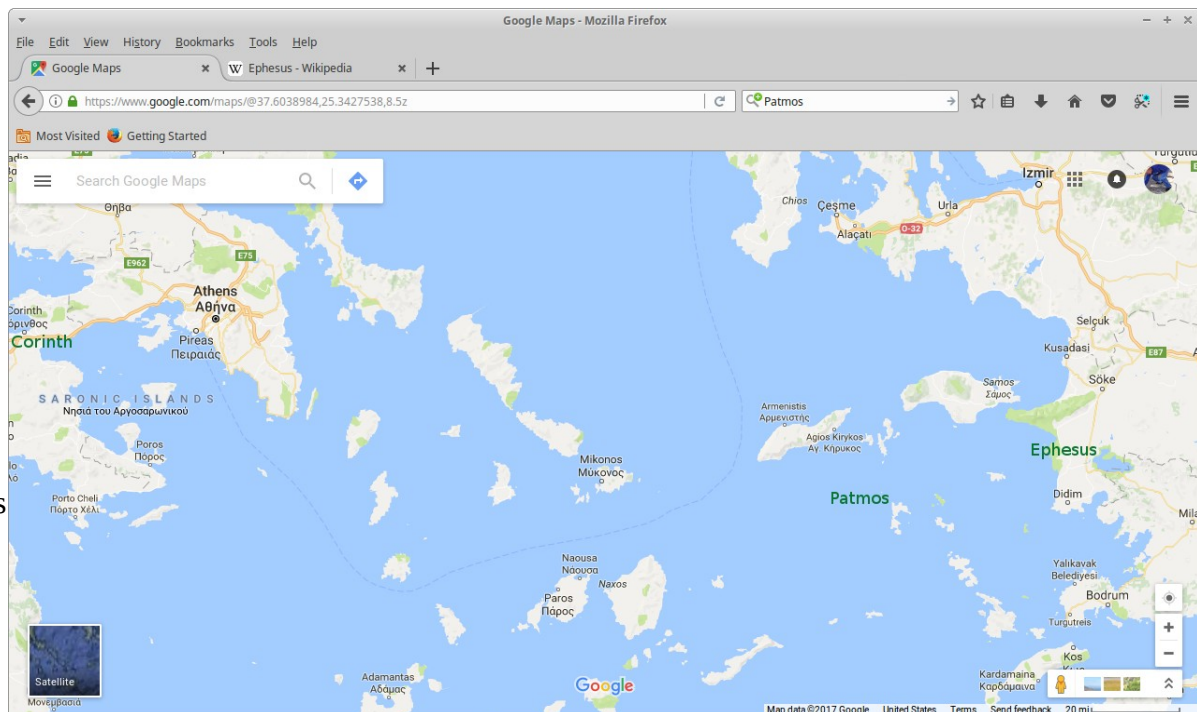 Google Maps - Mozilla Firefox
File Edit View History Bookmarks Tools Help
Google Maps
Ephesus - Wikipedia
https://www.google.com/maps/@37.6038984,25.3427538,8.5z
Patmos
Most Visited
Getting Started
Search Google Maps
Izmir
Chios
Çeşme
Urla
Θήβα
Alaçatı
O-32
E962
E75
Athens
Αθήνα
Corinth
Selçuk
Corinth
Pireas
Πειραιάς
Kusadasi
E87
Söke
SARONIC ISLANDS
Νησιά του Αργοσαρωνικού
Samos
Σάμος
Armenistis
Αρμενιστής
Agios Kirykos
Αγ. Κήρυκος
Poros
Πόρος
Ephesus
Mikonos
Μύκονος
Porto Cheli
Πόρτο Χέλι
s
Patmos
Didim
Naousa
Νάουσα
Naxos
Yalıkavak
Belediyesi
Paros
Πάρος
Bodrum
Turgutreis
Kos
Satellite
Adamantas
Αδάμας
Google
Kardamaina
Καρδάμαινα
Μονεμβασιά
Map data ©2017 Google United States Terms Send feedback 20 mi